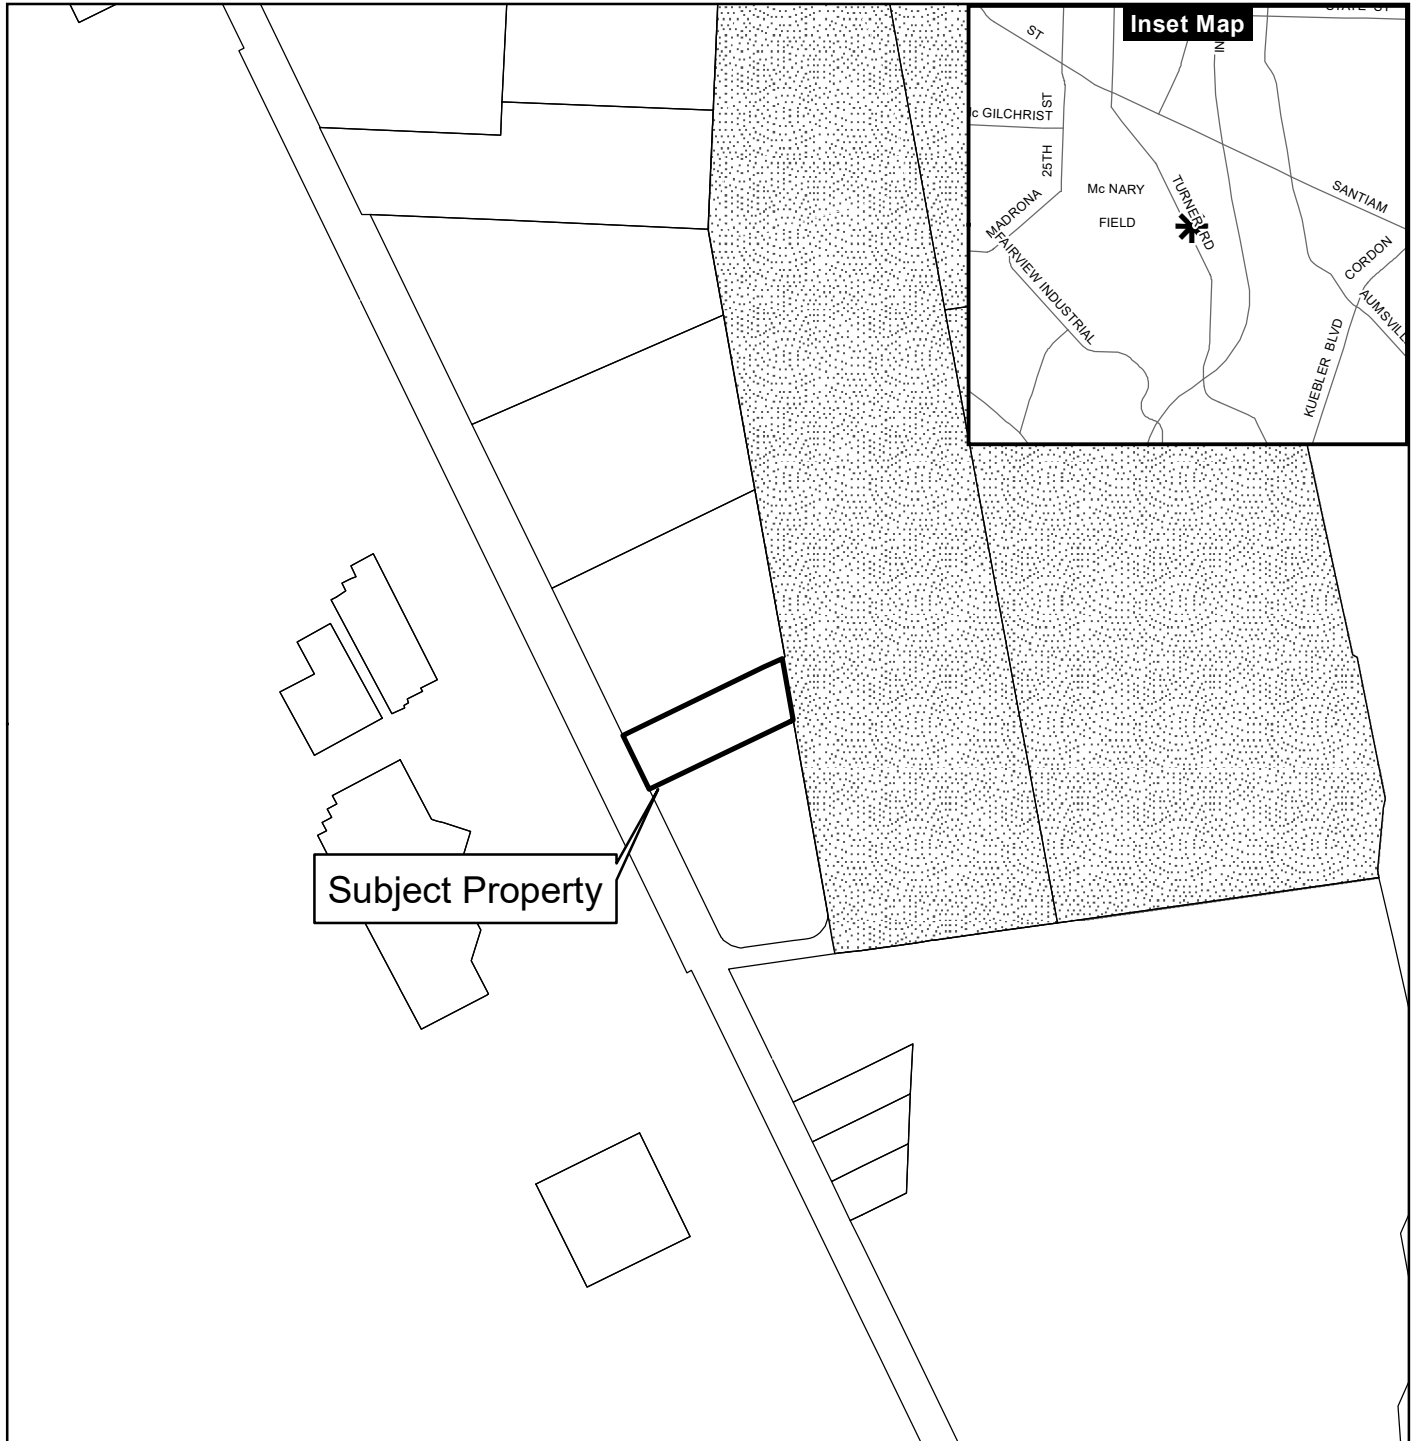 Inset Map
ST
IN
ST
Mc GILCHRIST
25TH
Mc NARY
FIELD
MADRONA
TURNER RD
SANTIAM
FAIRVIEW INDUSTRIAL
CORDON
KUEBLER BLVD
Subject Property